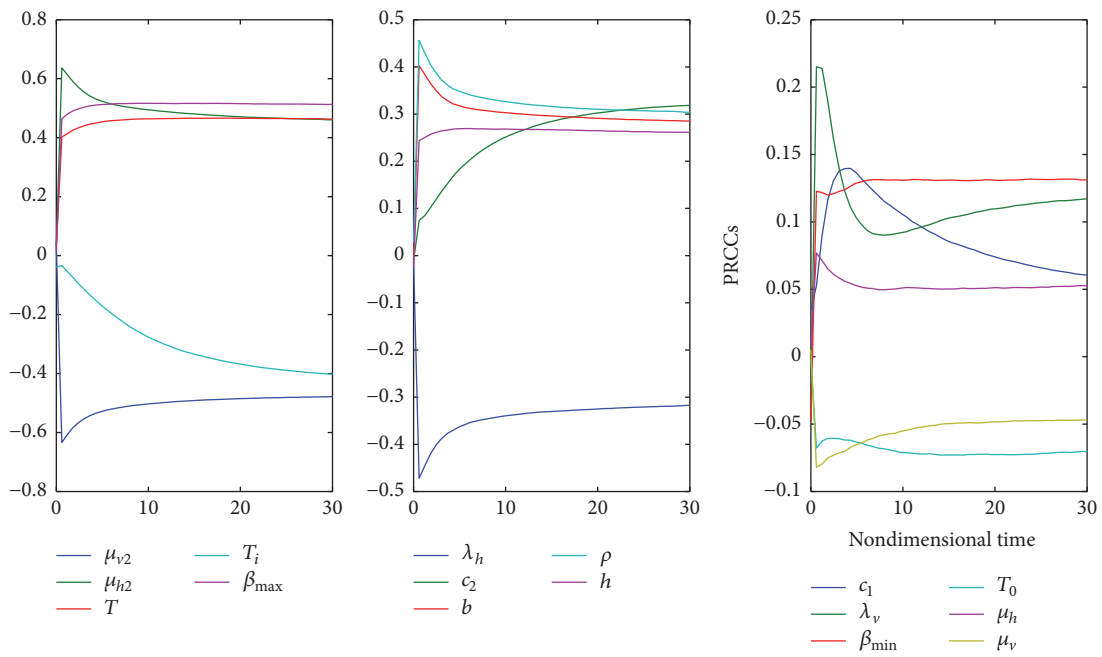 0.8
0.6
0.4
0.2
0
−0.2
−0.4
−0.6
−0.8
0 10 20 30
μv2
μh2
T
Ti
βmax
0.5
0.4
0.3
0.2
0.1
0
−0.1
−0.2
−0.3
−0.4
−0.5
0 10 20 30
λh
c2
b
ρ
h
PRCCs
0.25
0.2
0.15
0.1
0.05
0
−0.05
−0.1
0 10 20 30
Nondimensional time
c1
λv
βmin
T0
μh
μv